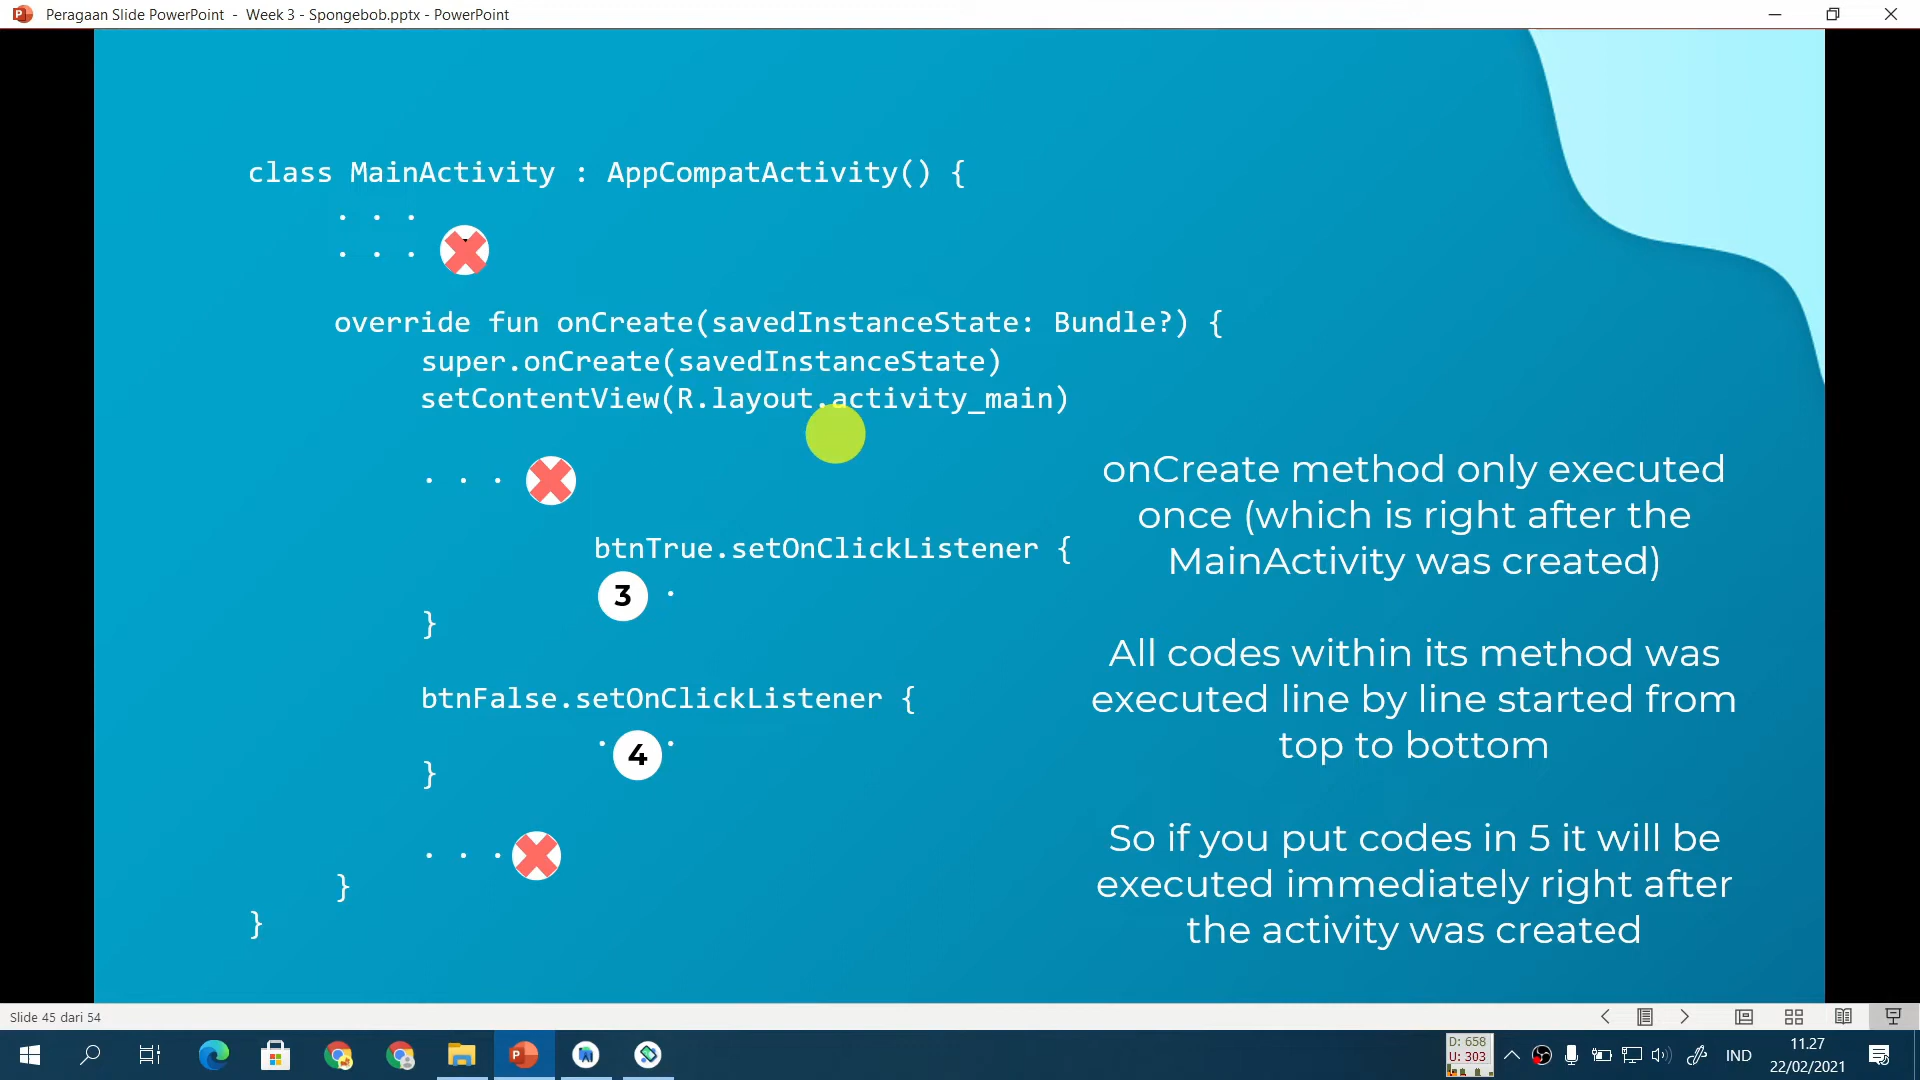 Peragaan Slide PowerPoint - Week 3 - Spongebob.pptx - PowerPoint
class MainActivity : AppCompatActivity() {
. . .
. . .
override fun onCreate(savedInstanceState: Bundle?) {
super.onCreate(savedInstanceState)
setContentView(R.layout.activity_main)
. . .
btnTrue.setOnClickListener {
3 .
}
btnFalse.setOnClickListener {
. 4 .
}
. . .
}
}
onCreate method only executed
once (which is right after the
MainActivity was created)
All codes within its method was
executed line by line started from
top to bottom
So if you put codes in 5 it will be
executed immediately right after
the activity was created
Slide 45 dari 54
D: 658
U: 303
IND
11.27
22/02/2021